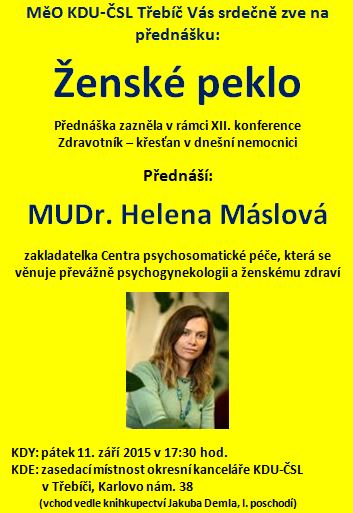 MěO KDU-ČSL Třebíč Vás srdečně zve na
přednášku:
Ženské peklo
Přednáška zazněla v rámci XII. konference
Zdravotník – křesťan v dnešní nemocnici
Přednáší:
MUDr. Helena Máslová
zakladatelka Centra psychosomatické péče, která se
věnuje převážně psychogynekologii a ženskému zdraví
KDY: pátek 11. září 2015 v 17:30 hod.
KDE: zasedací místnost okresní kanceláře KDU-ČSL
v Třebíči, Karlovo nám. 38
(vchod vedle knihkupectví Jakuba Demla, I. poschodí)